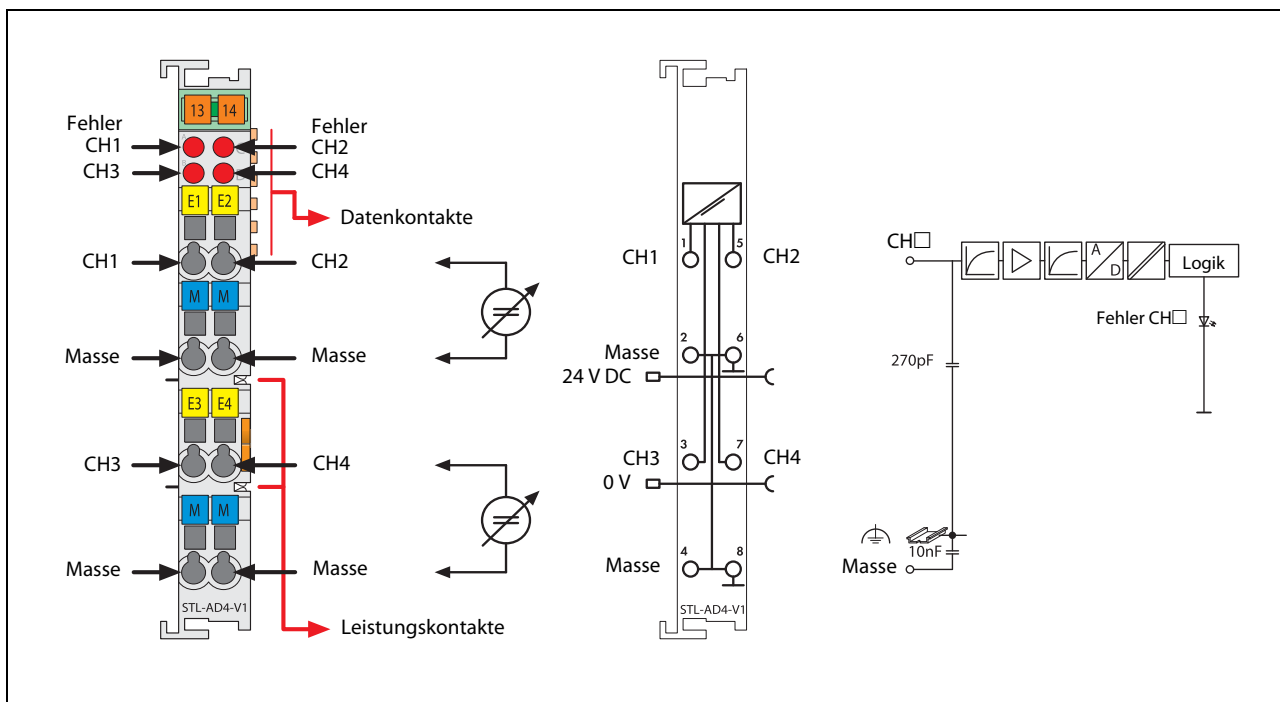 13 14
Fehler
CH1
CH3
Fehler
CH2
CH4
E1 E2
Datenkontakte
CH1
CH2
M M
Masse
Masse
E3 E4
CH3
CH4
M M
Masse
Masse
STL-AD4-V1
Leistungskontakte
1 5
CH1
CH2
2 6
Masse
24 V DC
3 7
CH3
CH4
0 V
4 8
Masse
STL-AD4-V1
CH□
A
D
Logik
Fehler CH□
270pF
10nF
Masse